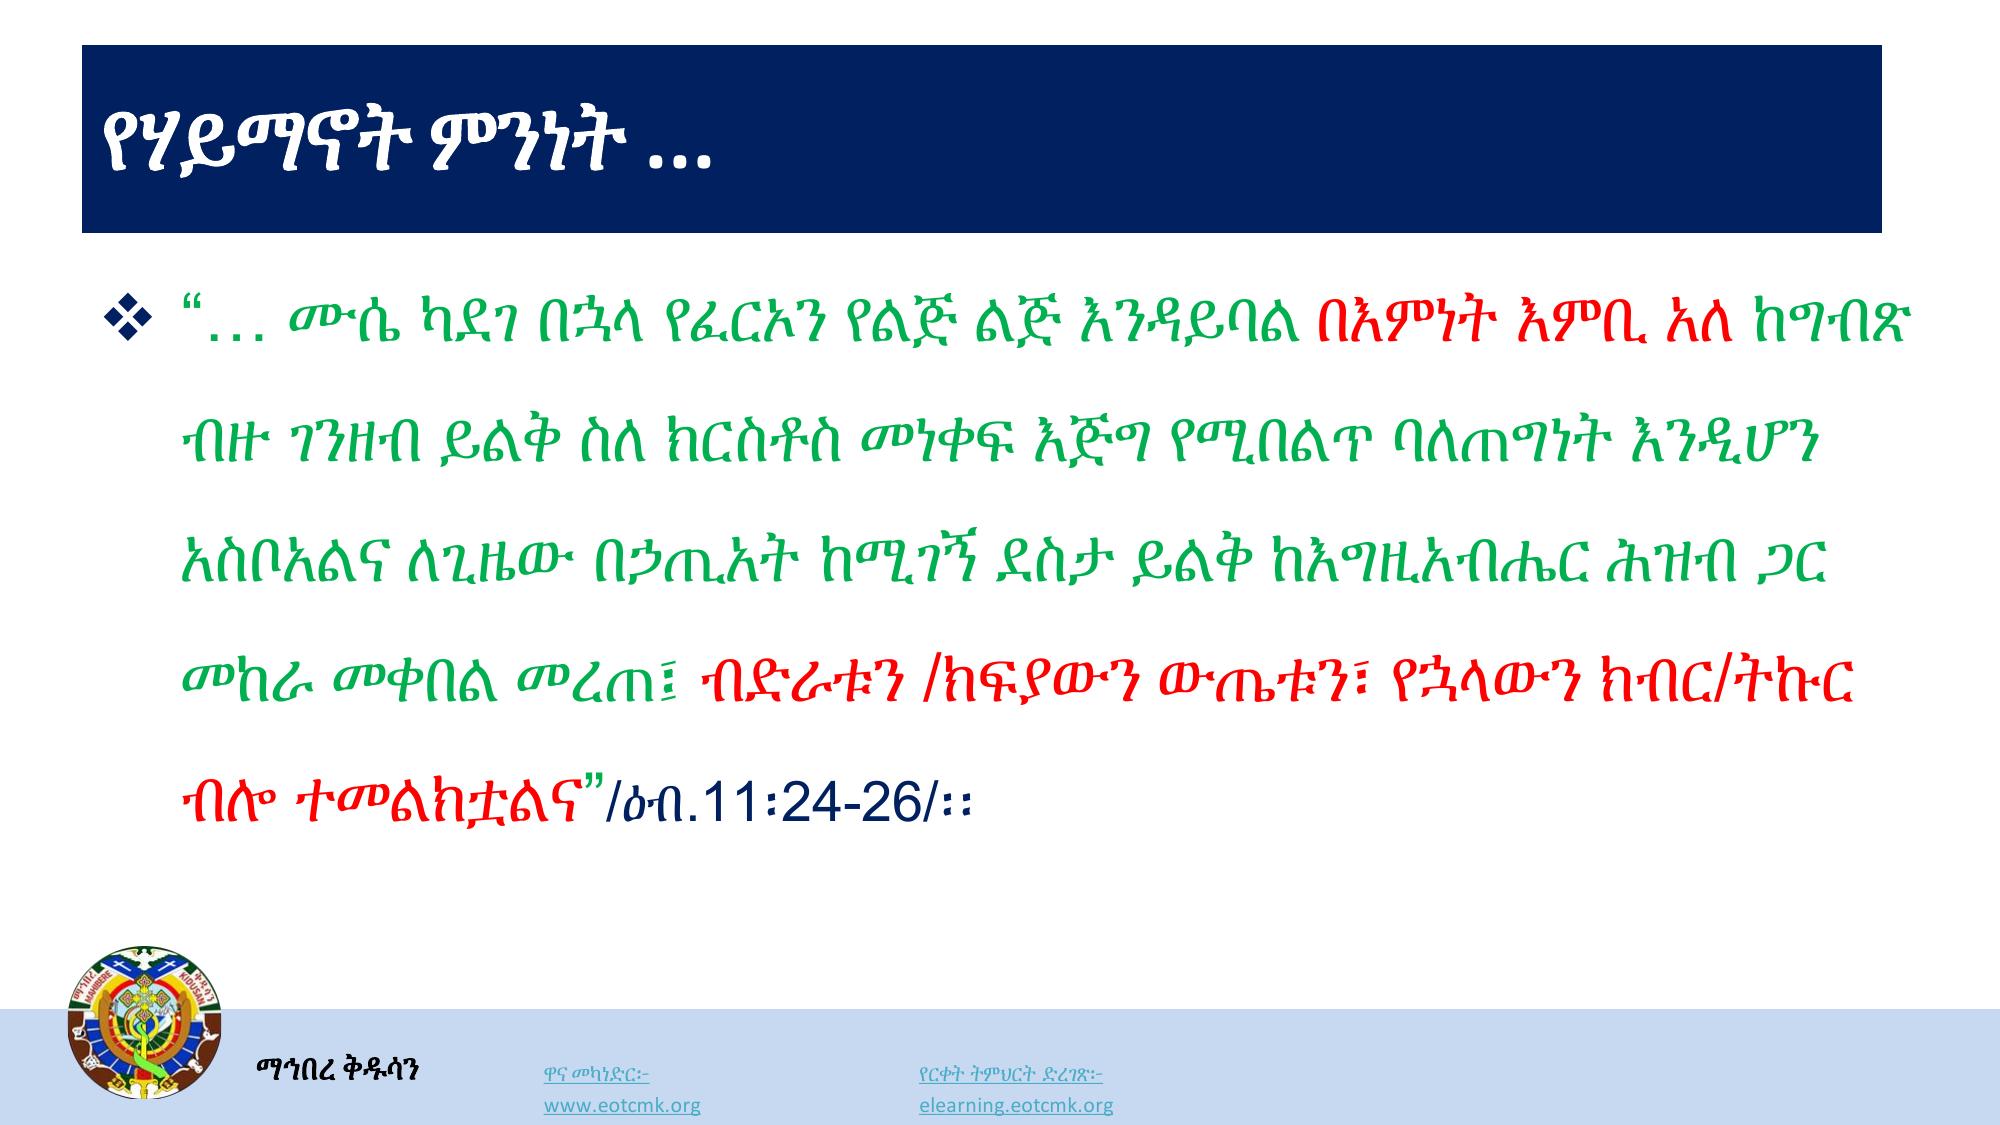 የሃይማኖት ምንነት ...
“… ሙሴ ካደገ በኋላ የፈርኦን የልጅ ልጅ እንዳይባል በእምነት እምቢ አለ ከግብጽ
ብዙ ገንዘብ ይልቅ ስለ ክርስቶስ መነቀፍ እጅግ የሚበልጥ ባለጠግነት እንዲሆን
አስቦአልና ለጊዜው በኃጢአት ከሚገኝ ደስታ ይልቅ ከእግዚአብሔር ሕዝብ ጋር
መከራ መቀበል መረጠ፤ ብድራቱን /ክፍያውን ውጤቱን፣ የኋላውን ክብር/ትኩር
ብሎ ተመልክቷልና”/ዕብ.11፡24-26/፡፡
ማኅበረ ቅዱሳን
MAHIBERE KIDUSAN
ዋና መካነድር፡-
www.eotcmk.org
የርቀት ትምህርት ድረገጽ፡-
elearning.eotcmk.org